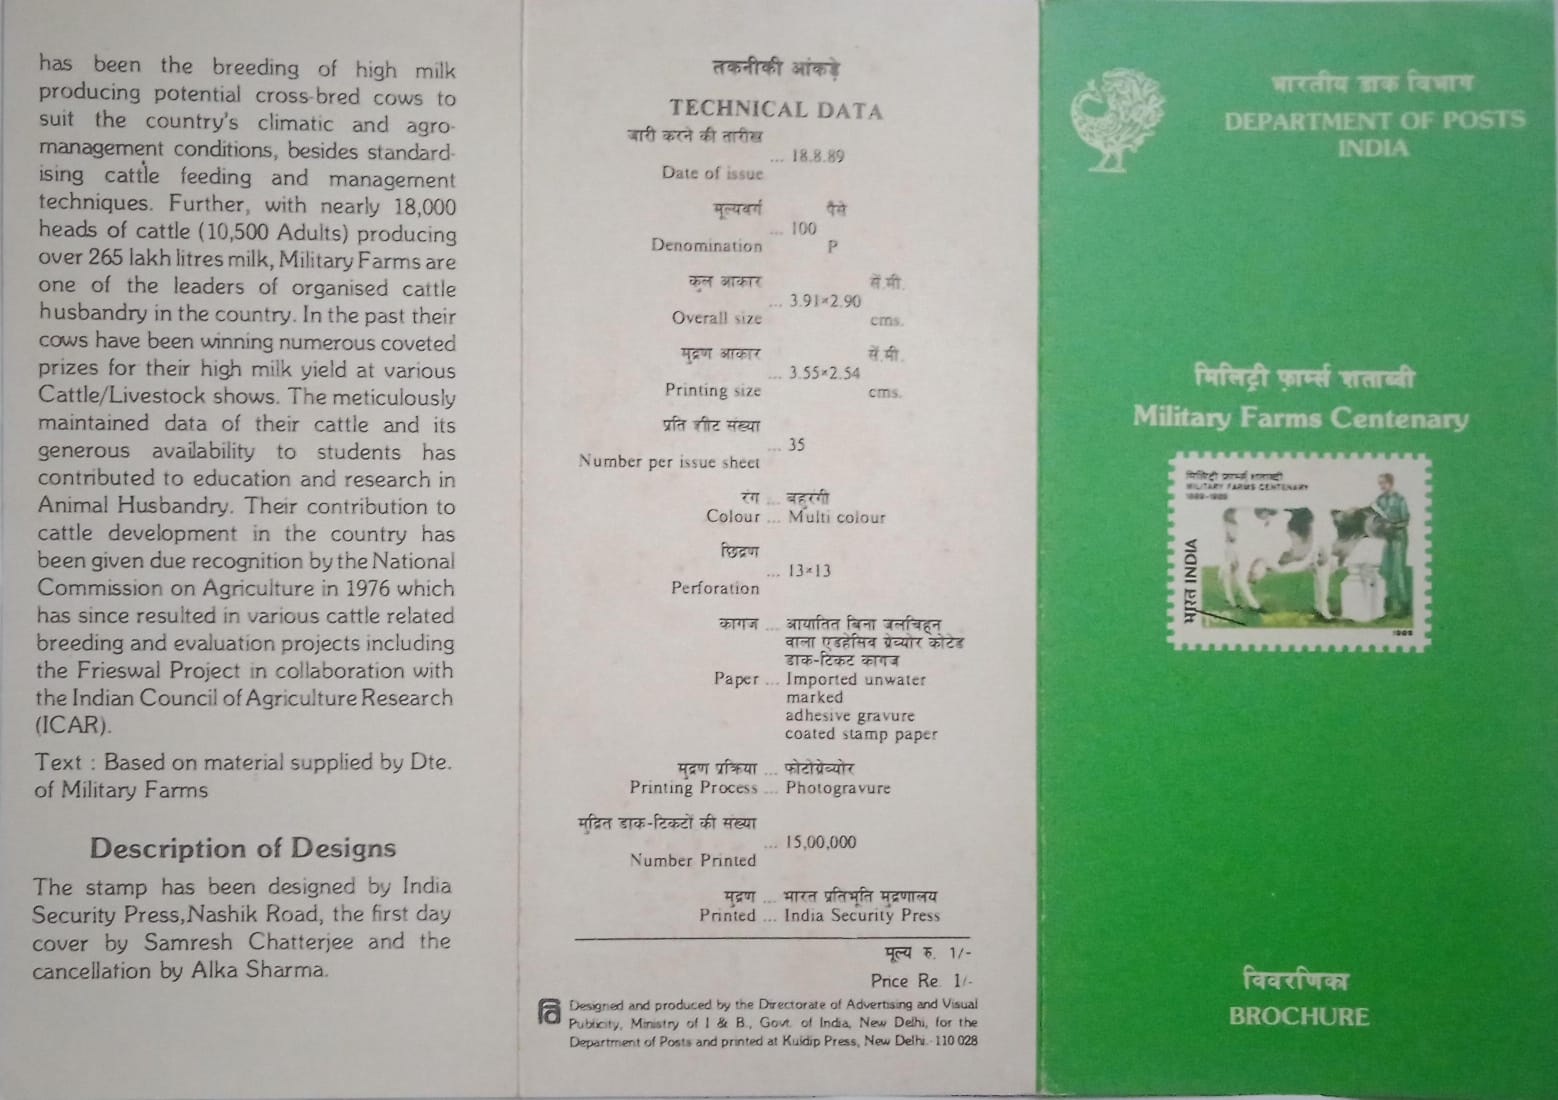 has been the breeding of high milk
producing potential cross-bred cows to
suit the country's climatic and agro-
management conditions, besides standard-
ising cattle feeding and management
techniques. Further, with nearly 18,000
heads of cattle (10,500 Adults) producing
over 265 lakh litres milk, Military Farms are
one of the leaders of organised cattle
husbandry in the country. In the past their
cows have been winning numerous coveted
prizes for their high milk yield at various
Cattle/Livestock shows. The meticulously
maintained data of their cattle and its
generous availability to students has
contributed to education and research in
Animal Husbandry. Their contribution to
cattle development in the country has
been given due recognition by the National
Commission on Agriculture in 1976 which
has since resulted in various cattle related
breeding and evaluation projects including
the Frieswal Project in collaboration with
the Indian Council of Agriculture Research
(ICAR).
Text : Based on material supplied by Dte.
of Military Farms
Description of Designs
The stamp has been designed by India
Security Press,Nashik Road, the first day
cover by Samresh Chatterjee and the
cancellation by Alka Sharma.
तकनीकी आंकड़े
TECHNICAL DATA
जारी करने की तारीख
... 18.8.89
Date of issue
मूल्यवर्ग पैसे
... 100
Denomination P
कुल आकार सें.मी.
... 3.91×2.90
Overall size cms.
मुद्रण आकार सें.मी.
... 3.55×2.54
Printing size cms.
प्रति शीट संख्या
... 35
Number per issue sheet
रंग ... बहुरंगी
Colour ... Multi colour
छिद्रण
... 13×13
Perforation
कागज ... आयातित बिना जलचिह्न
वाला एडहेसिव ग्रेव्योर कोटेड
डाक-टिकट कागज
Paper ... Imported unwater
marked
adhesive gravure
coated stamp paper
मुद्रण प्रक्रिया ... फोटोग्रेव्योर
Printing Process ... Photogravure
मुद्रित डाक-टिकटों की संख्या
... 15,00,000
Number Printed
मुद्रण ... भारत प्रतिभूति मुद्रणालय
Printed ... India Security Press
मूल्य रु. 1/-
Price Re. 1/-
Designed and produced by the Directorate of Advertising and Visual
Publicity, Ministry of I & B., Govt. of India, New Delhi, for the
Department of Posts and printed at Kuldip Press, New Delhi.-110 028
भारतीय डाक विभाग
DEPARTMENT OF POSTS
INDIA
मिलिट्री फ़ार्म्स शताब्दी
Military Farms Centenary
मिलिट्री फ़ार्म्स शताब्दी
MILITARY FARMS CENTENARY
1889-1989
भारत INDIA
1989
विवरणिका
BROCHURE